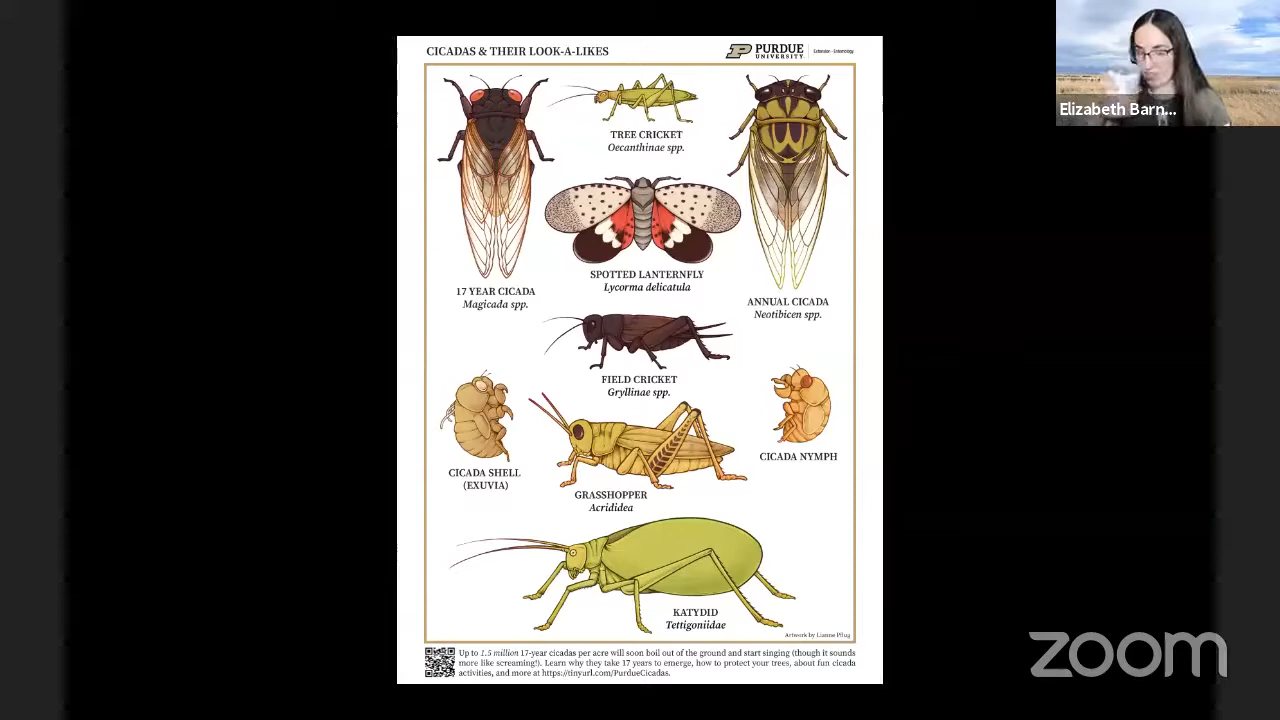 CICADAS & THEIR LOOK-A-LIKES
P PURDUE
UNIVERSITY.
Extension - Entomology
Elizabeth Barn...
TREE CRICKET
Oecanthinae spp.
SPOTTED LANTERNFLY
Lycorma delicatula
17 YEAR CICADA
Magicada spp.
ANNUAL CICADA
Neotibicen spp.
FIELD CRICKET
Gryllinae spp.
CICADA SHELL
(EXUVIA)
CICADA NYMPH
GRASSHOPPER
Acrididea
KATYDID
Tettigoniidae
Artwork by Lianne Pflug
Up to 1.5 million 17-year cicadas per acre will soon boil out of the ground and start singing (though it sounds
more like screaming!). Learn why they take 17 years to emerge, how to protect your trees, about fun cicada
activities, and more at https://tinyurl.com/PurdueCicadas.
zoom